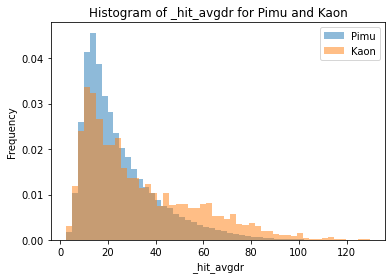 Histogram of _hit_avgdr for Pimu and Kaon
Pimu
Kaon
Frequency
0.04
0.03
0.02
0.01
0.00
0 20 40 60 80 100 120
_hit_avgdr